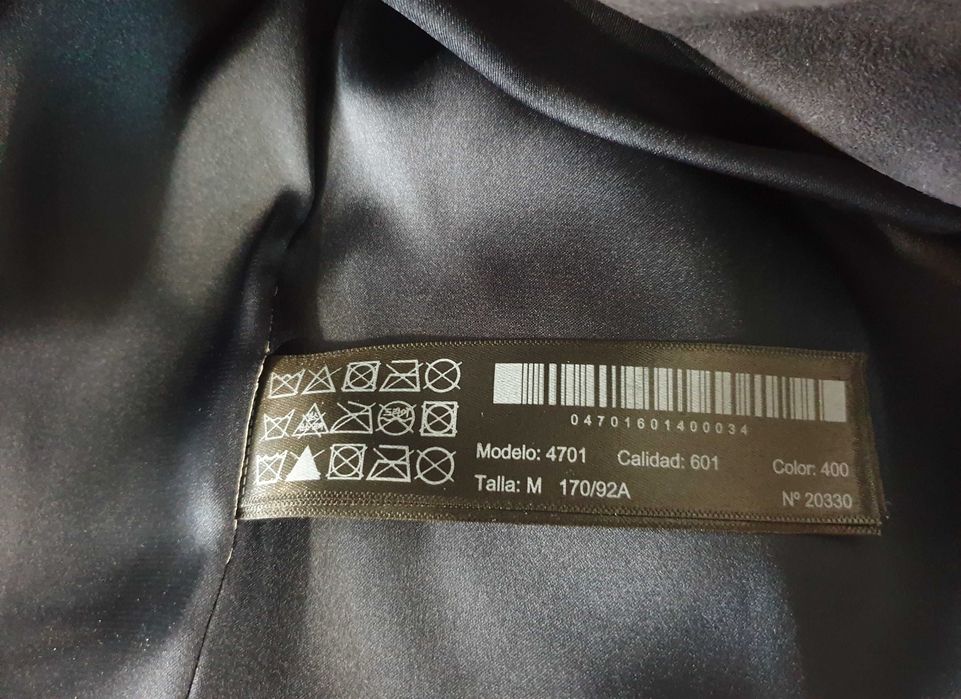 04701601400034
Modelo: 4701 Calidad: 601 Color: 400
Talla: M 170/92A Nº 20330